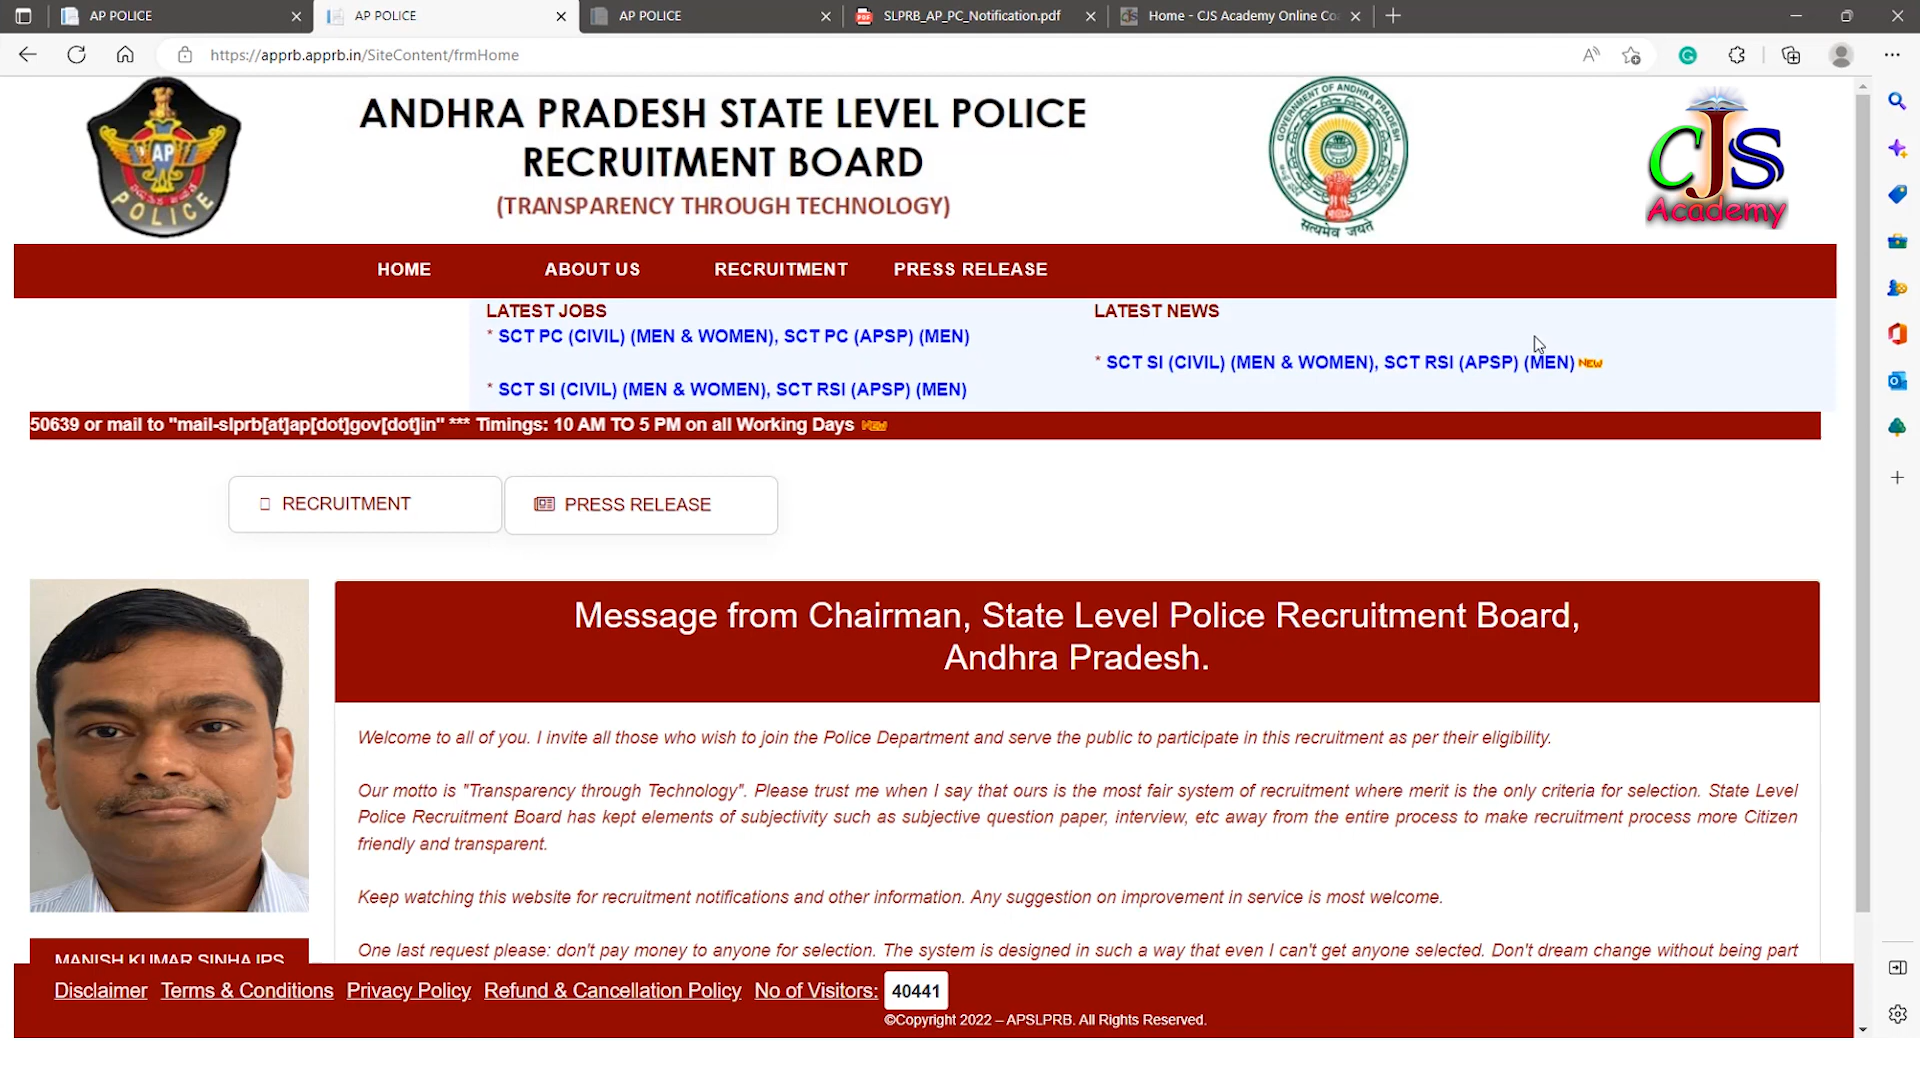 AP POLICE
AP POLICE
AP POLICE
SLPRB_AP_PC_Notification.pdf
Home - CJS Academy Online Co
https://apprb.apprb.in/SiteContent/frmHome
AP
POLICE
ANDHRA PRADESH STATE LEVEL POLICE
RECRUITMENT BOARD
(TRANSPARENCY THROUGH TECHNOLOGY)
GOVERNMENT OF ANDHRA PRADESH
सत्यमेव जयते
CJS
Academy
HOME ABOUT US RECRUITMENT PRESS RELEASE
LATEST JOBS
* SCT PC (CIVIL) (MEN & WOMEN), SCT PC (APSP) (MEN)
* SCT SI (CIVIL) (MEN & WOMEN), SCT RSI (APSP) (MEN)
LATEST NEWS
* SCT SI (CIVIL) (MEN & WOMEN), SCT RSI (APSP) (MEN) NEW
50639 or mail to "mail-slprb[at]ap[dot]gov[dot]in" *** Timings: 10 AM TO 5 PM on all Working Days NEW
RECRUITMENT
PRESS RELEASE
Message from Chairman, State Level Police Recruitment Board,
Andhra Pradesh.
Welcome to all of you. I invite all those who wish to join the Police Department and serve the public to participate in this recruitment as per their eligibility.
Our motto is "Transparency through Technology". Please trust me when I say that ours is the most fair system of recruitment where merit is the only criteria for selection. State Level
Police Recruitment Board has kept elements of subjectivity such as subjective question paper, interview, etc away from the entire process to make recruitment process more Citizen
friendly and transparent.
Keep watching this website for recruitment notifications and other information. Any suggestion on improvement in service is most welcome.
One last request please: don't pay money to anyone for selection. The system is designed in such a way that even I can't get anyone selected. Don't dream change without being part
MANISH KUMAR SINHA IPS
Disclaimer Terms & Conditions Privacy Policy Refund & Cancellation Policy No of Visitors: 40441
©Copyright 2022 – APSLPRB. All Rights Reserved.